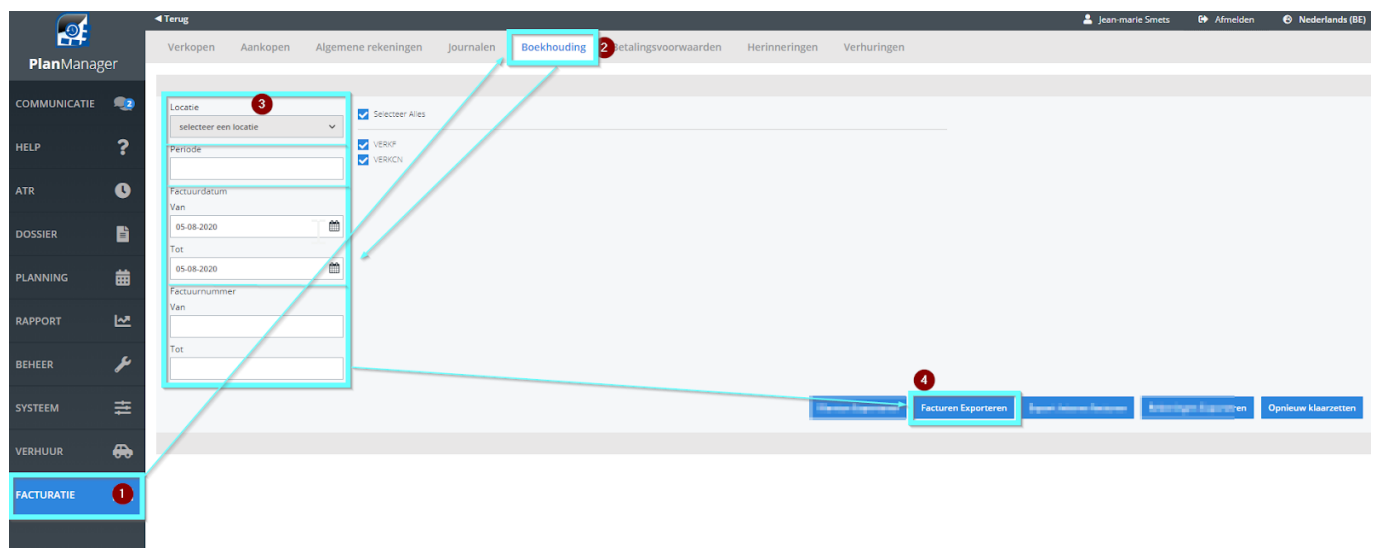 Terug
Jean-marie Smets
Afmelden
Nederlands (BE)
PlanManager
Verkopen Aankopen Algemene rekeningen Journalen Boekhouding 2 Betalingsvoorwaarden Herinneringen Verhuringen
COMMUNICATIE 2
HELP ?
ATR
DOSSIER
PLANNING
RAPPORT
BEHEER
SYSTEEM
VERHUUR
FACTURATIE 1
Locatie 3
selecteer een locatie
Periode
Factuurdatum
Van
05-08-2020
Tot
05-08-2020
Factuurnummer
Van
Tot
Selecteer Alles
VERKF
VERKCN
4
Facturen Exporteren
Opnieuw klaarzetten